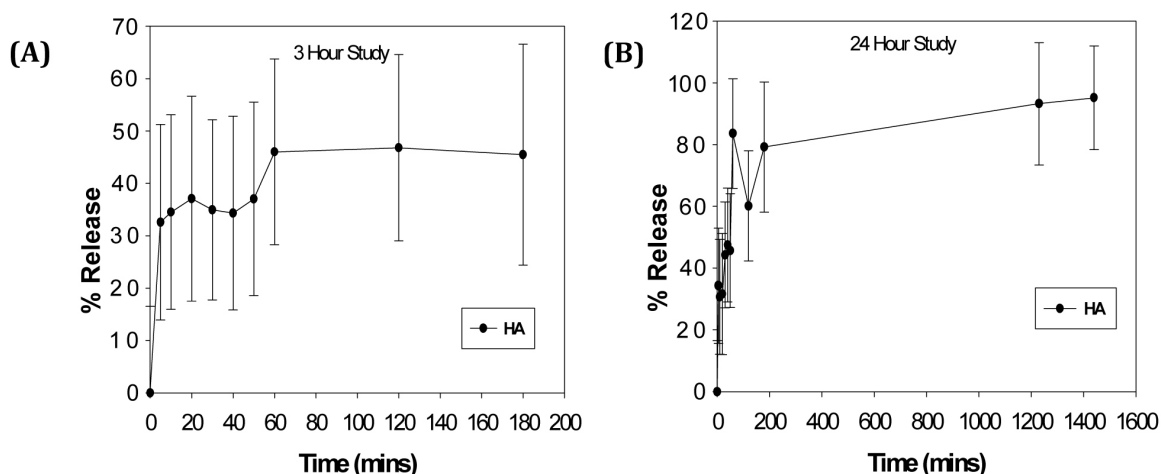 (A)
3 Hour Study
70
60
50
40
30
20
10
0
% Release
HA
0 20 40 60 80 100 120 140 160 180 200
Time (mins)
(B)
24 Hour Study
120
100
80
60
40
20
0
% Release
HA
0 200 400 600 800 1000 1200 1400 1600
Time (mins)